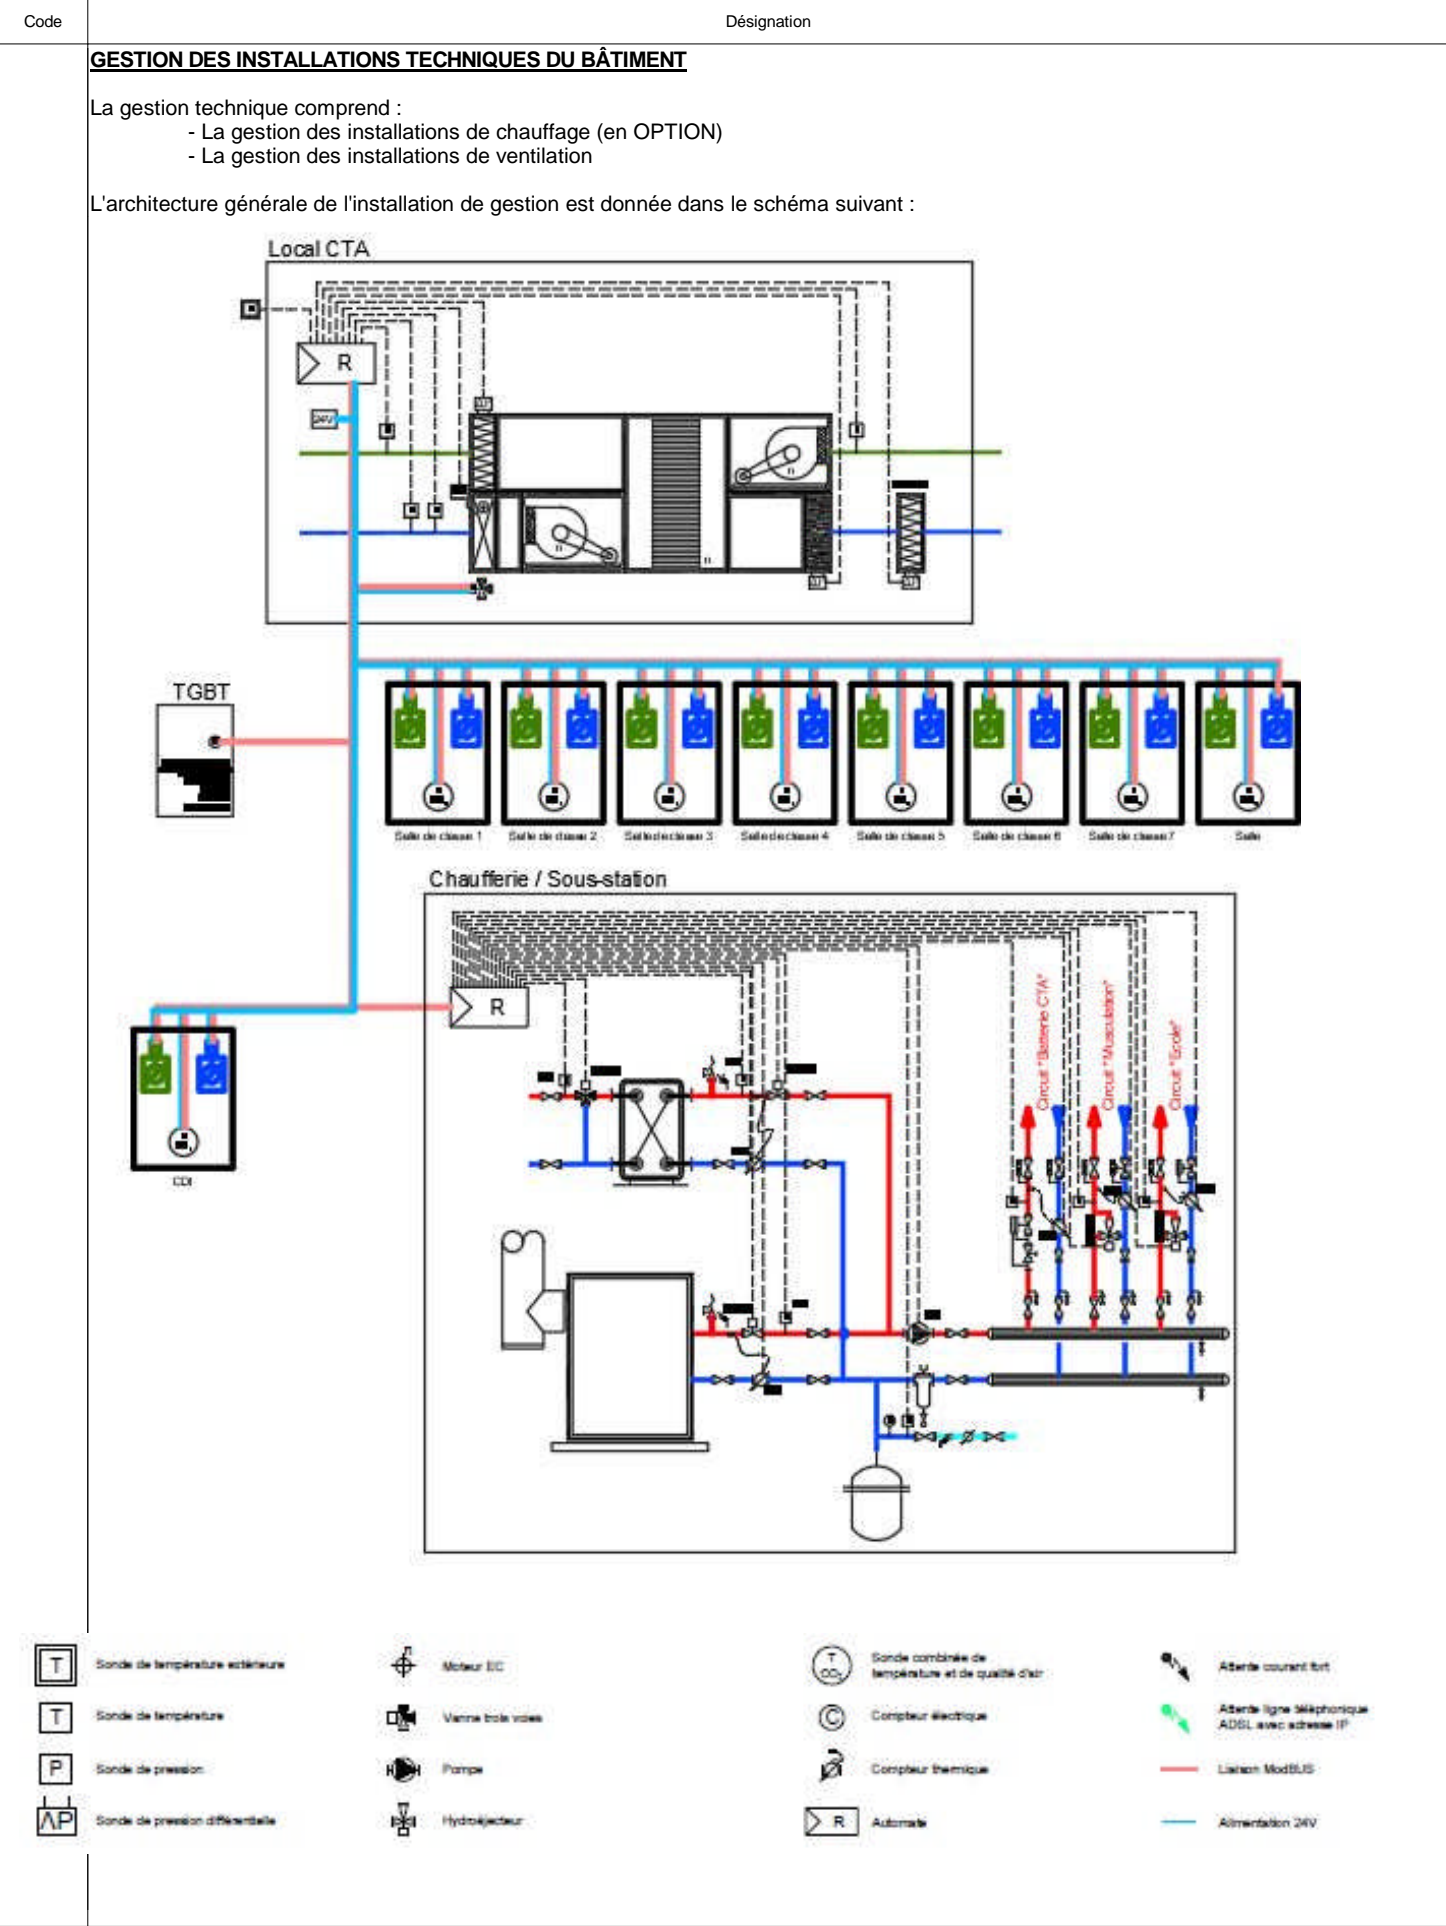 Code
Désignation
GESTION DES INSTALLATIONS TECHNIQUES DU BÂTIMENT
La gestion technique comprend :
- La gestion des installations de chauffage (en OPTION)
- La gestion des installations de ventilation
L'architecture générale de l'installation de gestion est donnée dans le schéma suivant :
Local CTA
R
24V
TGBT
Salle de classe 1
Salle de classe 2
Salle de classe 3
Salle de classe 4
Salle de classe 5
Salle de classe 6
Salle de classe 7
Salle
Chaufferie / Sous-station
R
Circuit "Batterie CTA"
Circuit "Musculation"
Circuit "Ecole"
CDI
T
Sonde de température extérieure
Moteur EC
T
CO₂
Sonde combinée de
température et de qualité d'air
Attente courant fort
T
Sonde de température
Vanne trois voies
C
Compteur électrique
Attente ligne téléphonique
ADSL avec adresse IP
P
Sonde de pression
Pompe
Compteur thermique
Liaison ModBUS
ΔP
Sonde de pression différentielle
Hydroéjecteur
R
Automate
Alimentation 24V